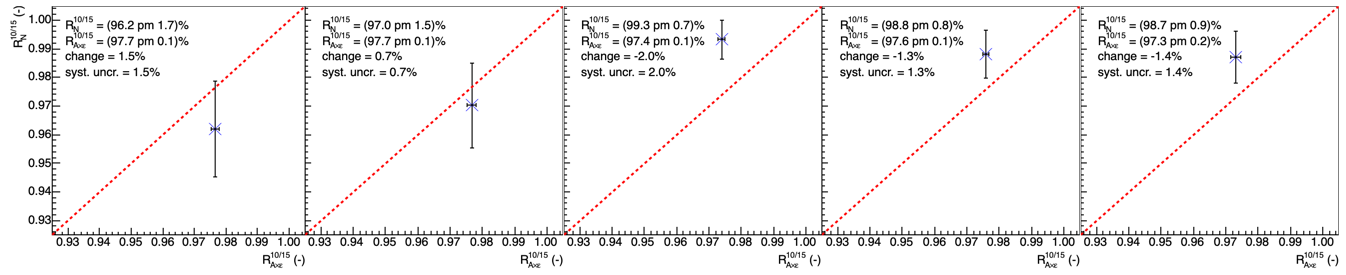 R_N^10/15 (-)
1.00
0.99
0.98
0.97
0.96
0.95
0.94
0.93
R_N^10/15 = (96.2 pm 1.7)%
R_A×ε^10/15 = (97.7 pm 0.1)%
change = 1.5%
syst. uncr. = 1.5%
0.93 0.94 0.95 0.96 0.97 0.98 0.99 1.00
R_A×ε^10/15 (-)
R_N^10/15 = (97.0 pm 1.5)%
R_A×ε^10/15 = (97.7 pm 0.1)%
change = 0.7%
syst. uncr. = 0.7%
0.93 0.94 0.95 0.96 0.97 0.98 0.99 1.00
R_A×ε^10/15 (-)
R_N^10/15 = (99.3 pm 0.7)%
R_A×ε^10/15 = (97.4 pm 0.1)%
change = -2.0%
syst. uncr. = 2.0%
0.93 0.94 0.95 0.96 0.97 0.98 0.99 1.00
R_A×ε^10/15 (-)
R_N^10/15 = (98.8 pm 0.8)%
R_A×ε^10/15 = (97.6 pm 0.1)%
change = -1.3%
syst. uncr. = 1.3%
0.93 0.94 0.95 0.96 0.97 0.98 0.99 1.00
R_A×ε^10/15 (-)
R_N^10/15 = (98.7 pm 0.9)%
R_A×ε^10/15 = (97.3 pm 0.2)%
change = -1.4%
syst. uncr. = 1.4%
0.93 0.94 0.95 0.96 0.97 0.98 0.99 1.00
R_A×ε^10/15 (-)